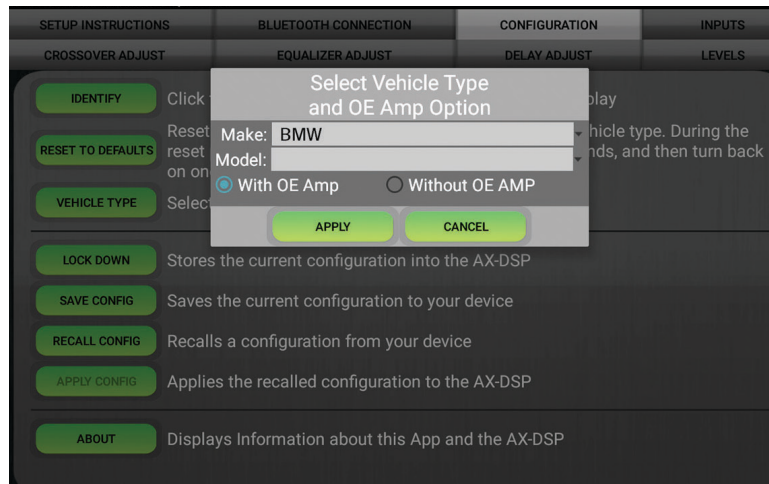 SETUP INSTRUCTIONS BLUETOOTH CONNECTION CONFIGURATION INPUTS
CROSSOVER ADJUST EQUALIZER ADJUST DELAY ADJUST LEVELS
Select Vehicle Type
and OE Amp Option
Make: BMW
Model:
With OE Amp Without OE AMP
APPLY CANCEL
IDENTIFY Click
RESET TO DEFAULTS Reset hicle type. During the
reset nds, and then turn back
on on
VEHICLE TYPE Select
LOCK DOWN Stores the current configuration into the AX-DSP
SAVE CONFIG Saves the current configuration to your device
RECALL CONFIG Recalls a configuration from your device
APPLY CONFIG Applies the recalled configuration to the AX-DSP
ABOUT Displays Information about this App and the AX-DSP